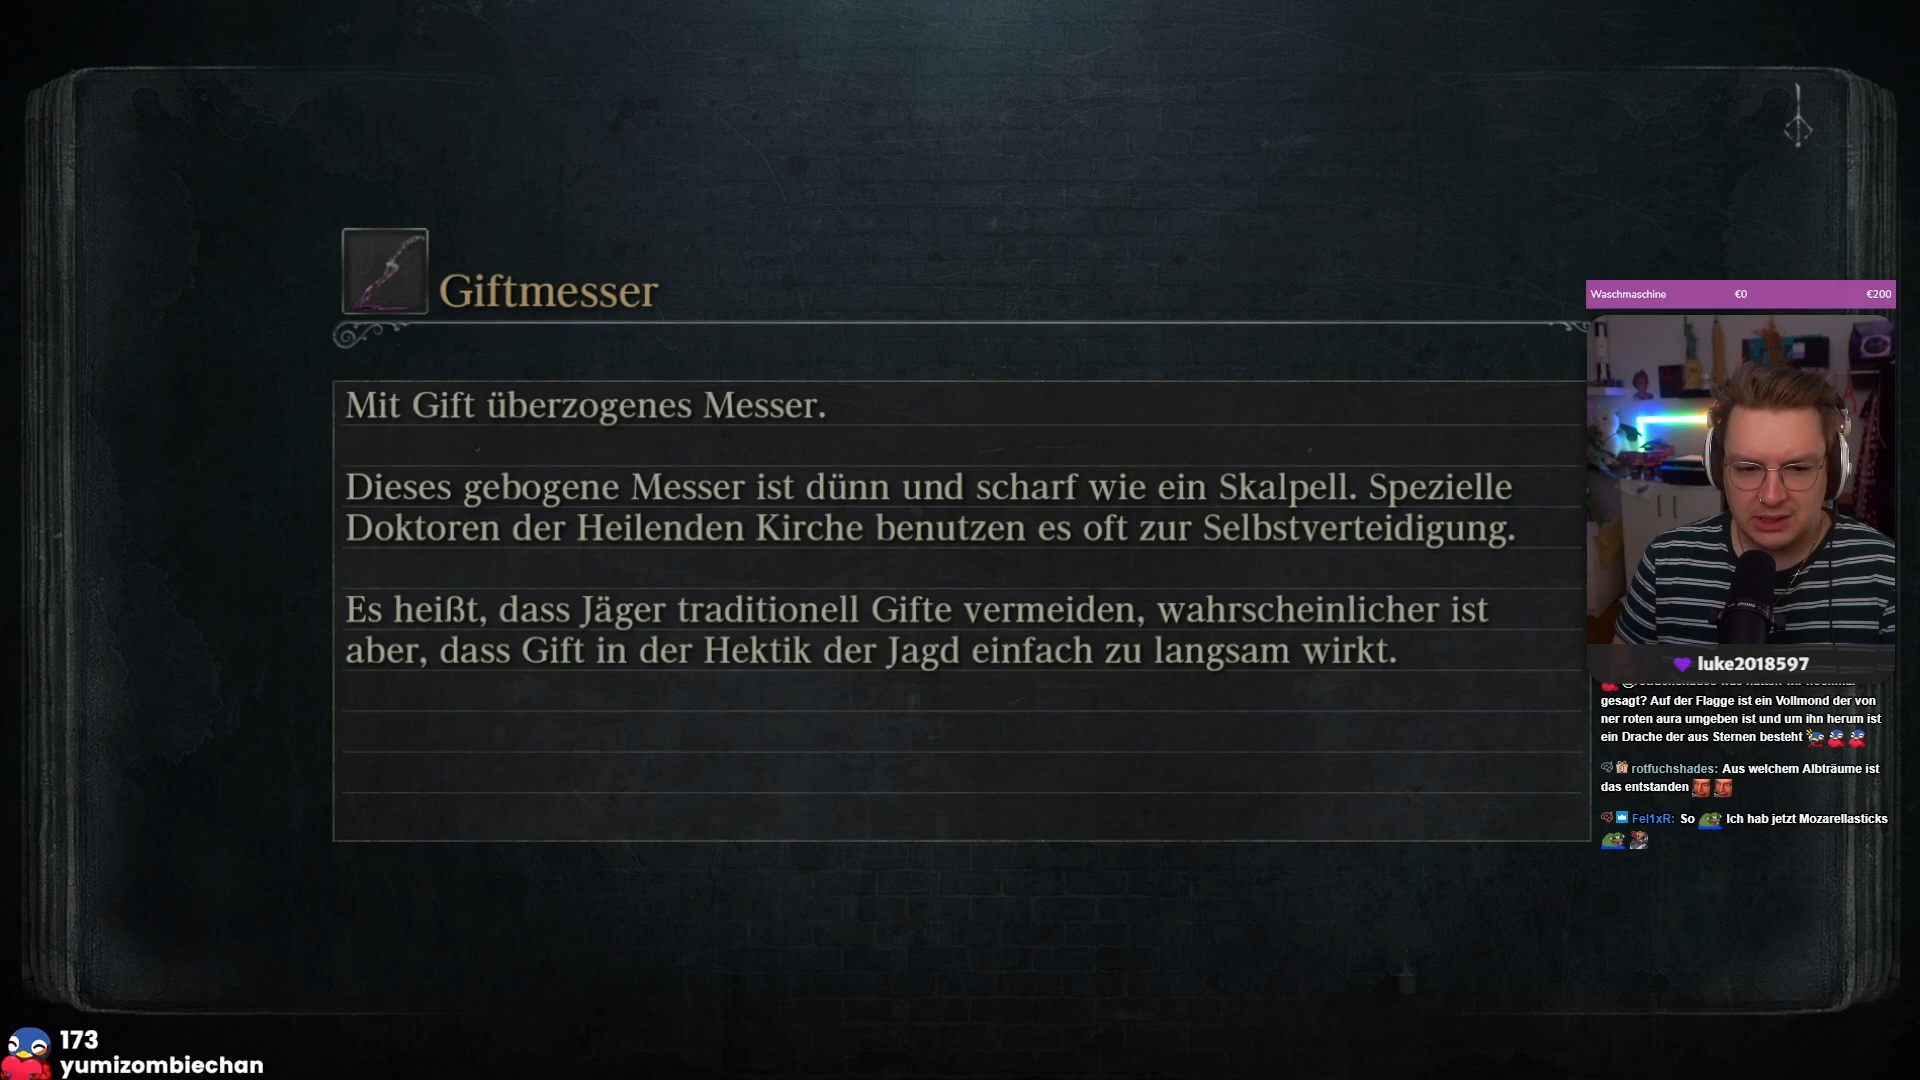 Giftmesser
Mit Gift überzogenes Messer.
Dieses gebogene Messer ist dünn und scharf wie ein Skalpell. Spezielle
Doktoren der Heilenden Kirche benutzen es oft zur Selbstverteidigung.
Es heißt, dass Jäger traditionell Gifte vermeiden, wahrscheinlicher ist
aber, dass Gift in der Hektik der Jagd einfach zu langsam wirkt.
Waschmaschine €0 €200
luke2018597
gesagt? Auf der Flagge ist ein Vollmond der von
ner roten aura umgeben ist und um ihn herum ist
ein Drache der aus Sternen besteht
rotfuchshades: Aus welchem Albträume ist
das entstanden
Fel1xR: So Ich hab jetzt Mozarellasticks
173
yumizombiechan